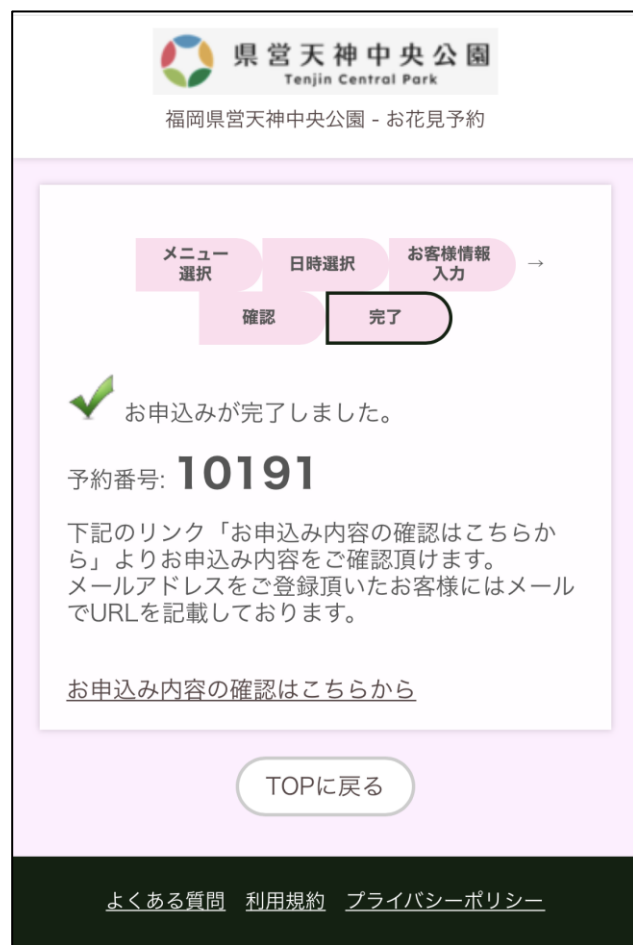 県営天神中央公園
Tenjin Central Park
福岡県営天神中央公園 - お花見予約
メニュー
選択
日時選択
お客様情報
入力
→
確認
完了
お申込みが完了しました。
予約番号: 10191
下記のリンク「お申込み内容の確認はこちらか
ら」よりお申込み内容をご確認頂けます。
メールアドレスをご登録頂いたお客様にはメール
でURLを記載しております。
お申込み内容の確認はこちらから
TOPに戻る
よくある質問 利用規約 プライバシーポリシー